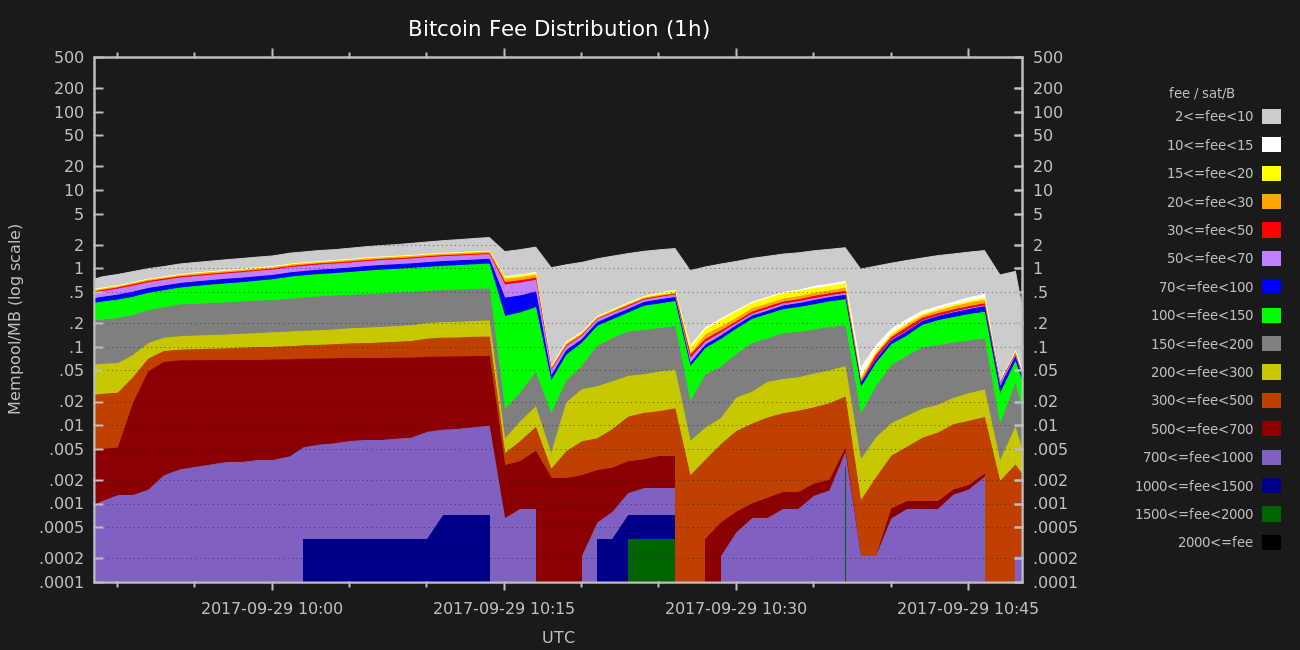 Bitcoin Fee Distribution (1h)
500
200
100
50
20
10
5
2
1
.5
.2
.1
.05
.02
.01
.005
.002
.001
.0005
.0002
.0001
Mempool/MB (log scale)
500
200
100
50
20
10
5
2
1
.5
.2
.1
.05
.02
.01
.005
.002
.001
.0005
.0002
.0001
2017-09-29 10:00
2017-09-29 10:15
2017-09-29 10:30
2017-09-29 10:45
UTC
fee / sat/B
2<=fee<10
10<=fee<15
15<=fee<20
20<=fee<30
30<=fee<50
50<=fee<70
70<=fee<100
100<=fee<150
150<=fee<200
200<=fee<300
300<=fee<500
500<=fee<700
700<=fee<1000
1000<=fee<1500
1500<=fee<2000
2000<=fee